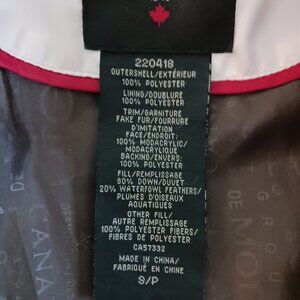 220418
OUTERSHELL/EXTÉRIEUR
100% POLYESTER
LINING/DOUBLURE
100% POLYESTER
TRIM/GARNITURE
FAKE FUR/FOURRURE
D'IMITATION
FACE/ENDROIT:
100% MODACRYLIC/
MODACRYLIQUE
BACKING/ENVERS:
100% POLYESTER
FILL/REMPLISSAGE
80% DOWN/DUVET
20% WATERFOWL FEATHERS/
PLUMES D'OISEAUX
AQUATIQUES
OTHER FILL/
AUTRE REMPLISSAGE
100% POLYESTER FIBERS/
FIBRES DE POLYESTER
CA57332
MADE IN CHINA/
FABRIQUÉ EN CHINE
S/P